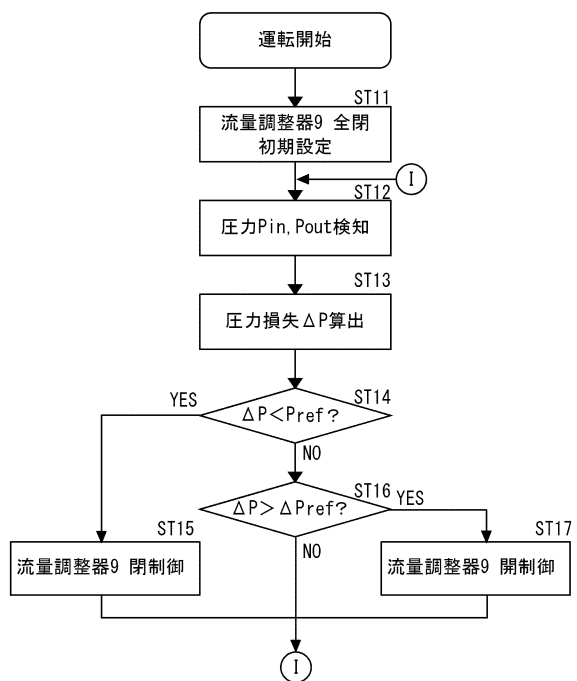 運転開始
ST11
流量調整器9 全閉
初期設定
I
ST12
圧力Pin,Pout検知
ST13
圧力損失ΔP算出
ST14
YES
ΔP<Pref?
NO
ST16
YES
ΔP>ΔPref?
NO
ST15
流量調整器9 閉制御
ST17
流量調整器9 開制御
I